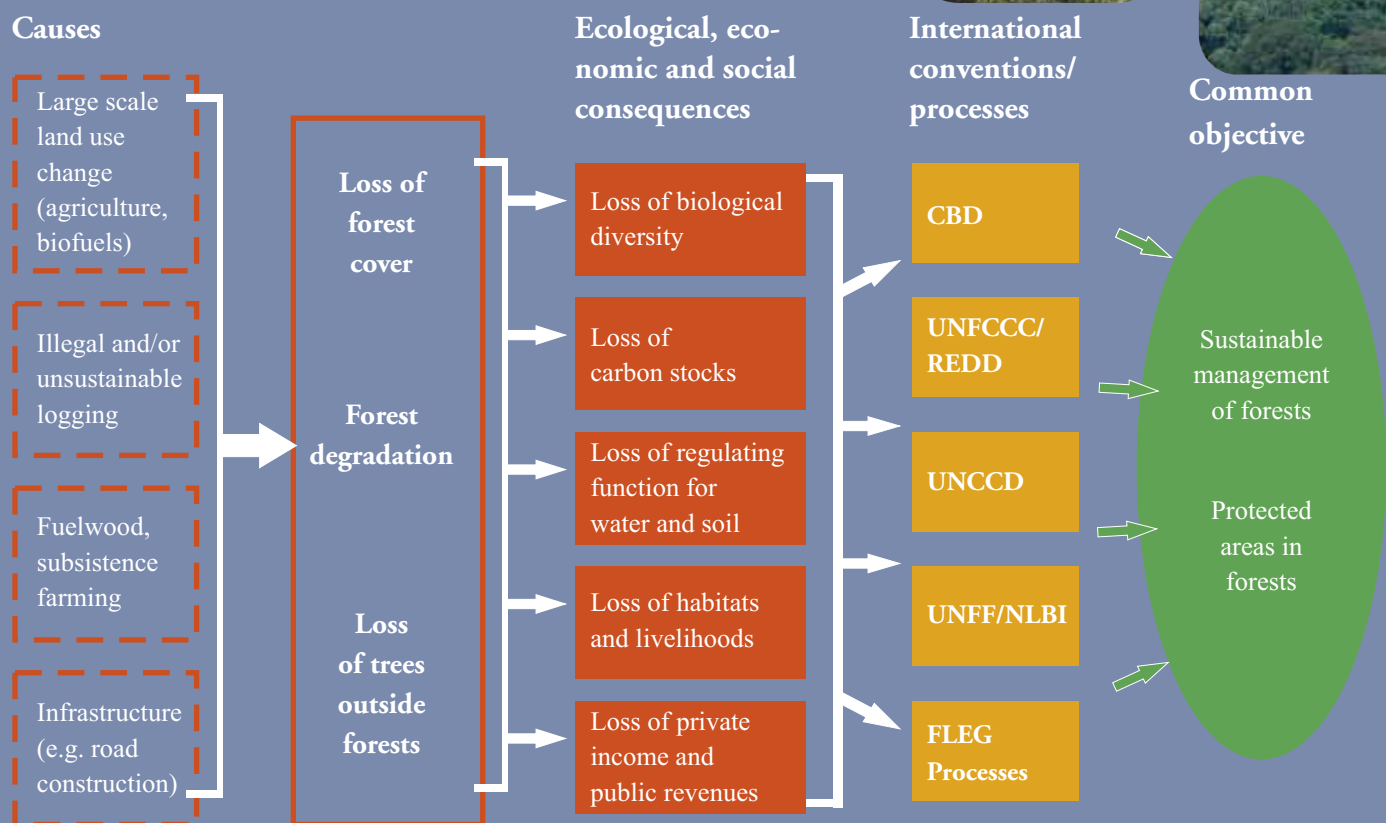 Causes
Large scale
land use
change
(agriculture,
biofuels)
Illegal and/or
unsustainable
logging
Fuelwood,
subsistence
farming
Infrastructure
(e.g. road
construction)
Loss of
forest
cover
Forest
degradation
Loss
of trees
outside
forests
Ecological, eco-
nomic and social
consequences
Loss of biological
diversity
Loss of
carbon stocks
Loss of regulating
function for
water and soil
Loss of habitats
and livelihoods
Loss of private
income and
public revenues
International
conventions/
processes
CBD
UNFCCC/
REDD
UNCCD
UNFF/NLBI
FLEG
Processes
Common
objective
Sustainable
management
of forests
Protected
areas in
forests